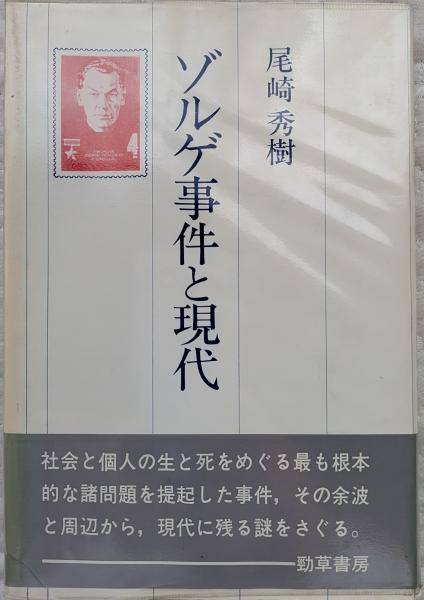 尾崎秀樹
ゾルゲ事件と現代
4
社会と個人の生と死をめぐる最も根本
的な諸問題を提起した事件，その余波
と周辺から，現代に残る謎をさぐる。
勁草書房